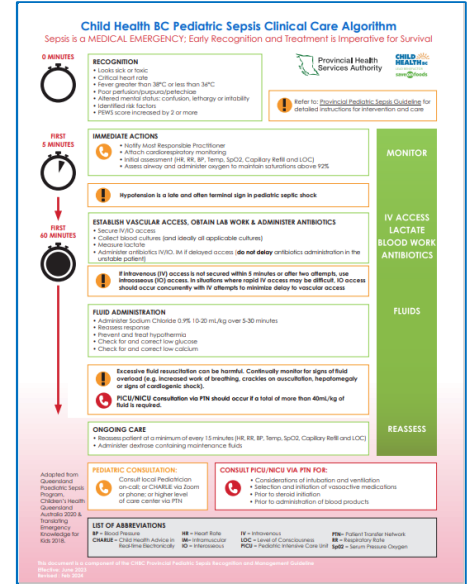 Child Health BC Pediatric Sepsis Clinical Care Algorithm
Sepsis is a MEDICAL EMERGENCY; Early Recognition and Treatment is Imperative for Survival
0 MINUTES
RECOGNITION
• Looks sick or toxic
• Critical heart rate
• Fever greater than 38°C or less than 36°C
• Poor perfusion/purpura/petechiae
• Altered mental status: confusion, lethargy or irritability
• Identified risk factors
• PEWS score increased by 2 or more
Provincial Health
Services Authority
CHILD
HEALTH BC
save on foods
Refer to: Provincial Pediatric Sepsis Guideline for
detailed instructions for intervention and care
FIRST
5 MINUTES
IMMEDIATE ACTIONS
• Notify Most Responsible Practitioner
• Attach cardiorespiratory monitoring
• Initial assessment (HR, RR, BP, Temp, SpO2, Capillary Refill and LOC)
• Assess airway and administer oxygen to maintain saturations above 92%
MONITOR
Hypotension is a late and often terminal sign in pediatric septic shock
FIRST
60 MINUTES
ESTABLISH VASCULAR ACCESS, OBTAIN LAB WORK & ADMINISTER ANTIBIOTICS
• Secure IV/IO access
• Collect blood cultures (and ideally all applicable cultures)
• Measure lactate
• Administer antibiotics IV/IO, IM if delayed access (do not delay antibiotics administration in the
unstable patient)
IV ACCESS
LACTATE
BLOOD WORK
ANTIBIOTICS
If Intravenous (IV) access is not secured within 5 minutes or after two attempts, use
Intraosseous (IO) access. In situations where rapid IV access may be difficult, IO access
should occur concurrently with IV attempts to minimize delay to vascular access
FLUID ADMINISTRATION
• Administer Sodium Chloride 0.9% 10-20 mL/kg over 5-30 minutes
• Reassess response
• Prevent and treat hypothermia
• Check for and correct low glucose
• Check for and correct low calcium
FLUIDS
Excessive fluid resuscitation can be harmful. Continually monitor for signs of fluid
overload (e.g. increased work of breathing, crackles on auscultation, hepatomegaly
or signs of cardiogenic shock).
PICU/NICU consultation via PTN should occur if a total of more than 40mL/kg of
fluid is required.
ONGOING CARE
• Reassess patient at a minimum of every 15 minutes (HR, RR, BP, Temp, SpO2, Capillary Refill and LOC)
• Administer dextrose containing maintenance fluids
REASSESS
Adapted from
Queensland
Paediatric Sepsis
Program,
Children's Health
Queensland
Australia 2020 &
Translating
Emergency
Knowledge for
Kids 2018.
PEDIATRIC CONSULTATION:
Consult local Pediatrician
on-call; or CHARLiE via Zoom
or phone; or higher level
of care center via PTN
CONSULT PICU/NICU VIA PTN FOR:
• Considerations of intubation and ventilation
• Selection and initiation of vasoactive medications
• Prior to steroid initiation
• Prior to administration of blood products
LIST OF ABBREVIATIONS
BP = Blood Pressure
CHARLiE = Child Health Advice in
Real-time Electronically
HR = Heart Rate
IM = Intramuscular
IO = Interosseous
IV = Intravenous
LOC = Level of Consciousness
PICU = Pediatric Intensive Care Unit
PTN= Patient Transfer Network
RR = Respiratory Rate
Sp02 = Serum Pressure Oxygen
This document is a component of the CHBC Provincial Pediatric Sepsis Recognition and Management Guideline
Effective: June 2023
Revised: Feb 2024